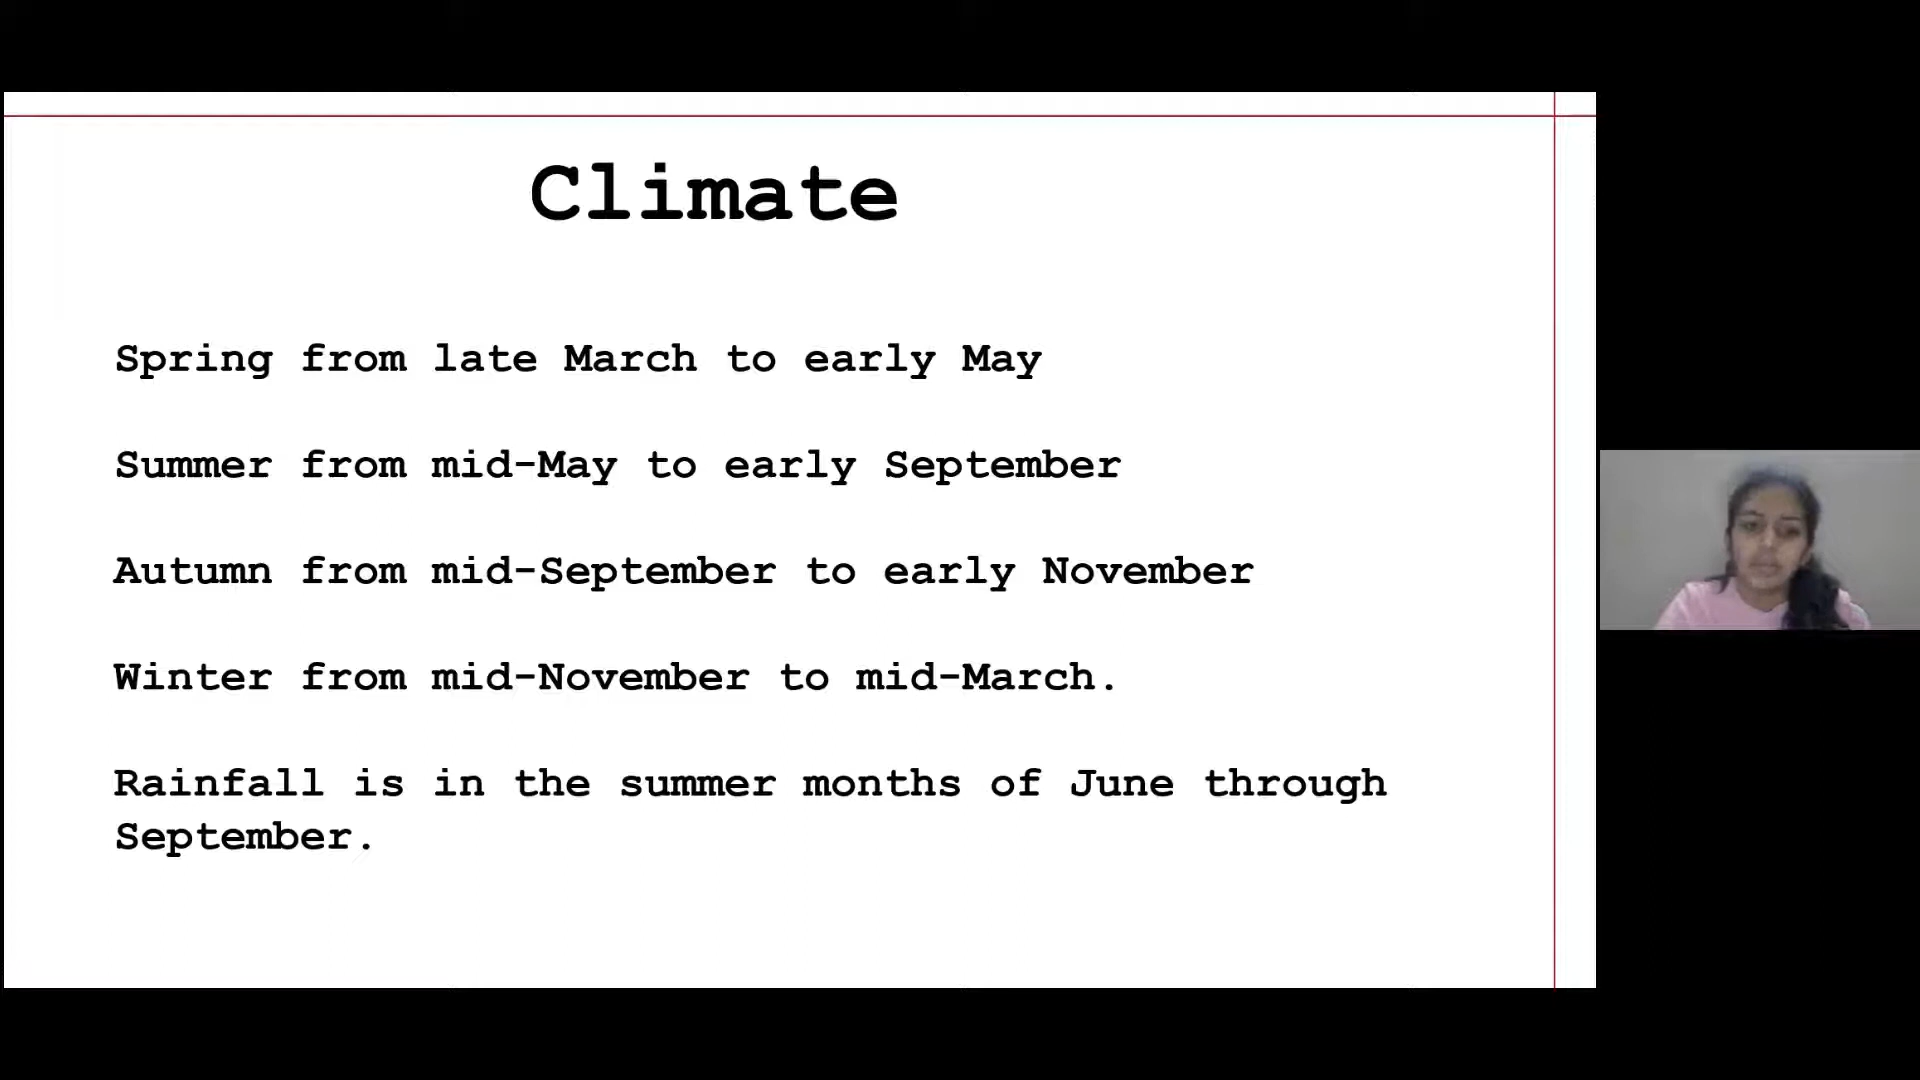 Climate
Spring from late March to early May
Summer from mid-May to early September
Autumn from mid-September to early November
Winter from mid-November to mid-March.
Rainfall is in the summer months of June through
September.